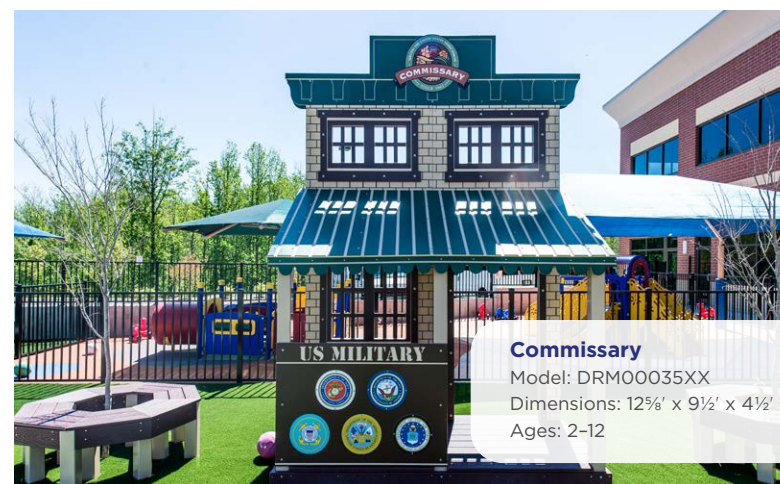 COMMISSARY
US MILITARY
Commissary
Model: DRM00035XX
Dimensions: 12⅝' x 9½' x 4½'
Ages: 2–12